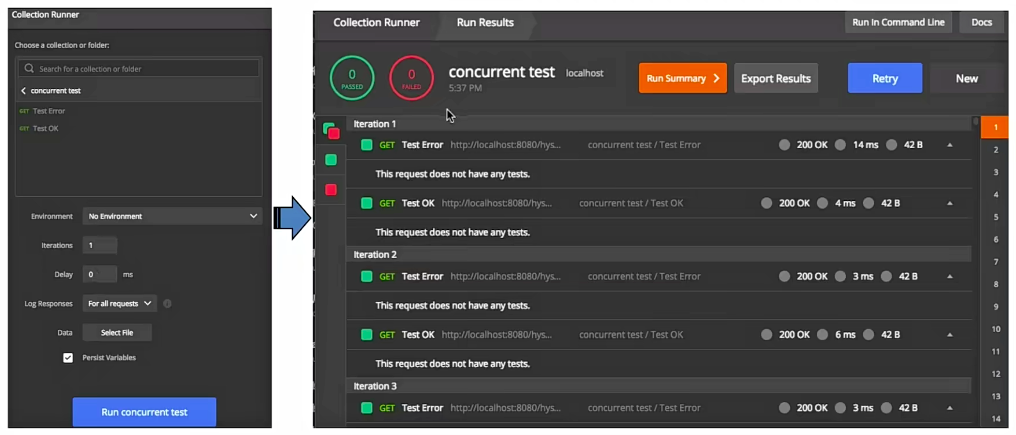 Collection Runner
Choose a collection or folder:
Search for a collection or folder
concurrent test
GET Test Error
GET Test OK
Environment No Environment
Iterations 1
Delay 0 ms
Log Responses For all requests
Data Select File
Persist Variables
Run concurrent test
Collection Runner Run Results Run In Command Line Docs
0 PASSED
0 FAILED
concurrent test localhost
5:37 PM
Run Summary Export Results Retry New
Iteration 1
GET Test Error http://localhost:8080/hys... concurrent test / Test Error 200 OK 14 ms 42 B
This request does not have any tests.
GET Test OK http://localhost:8080/hys... concurrent test / Test OK 200 OK 4 ms 42 B
This request does not have any tests.
Iteration 2
GET Test Error http://localhost:8080/hys... concurrent test / Test Error 200 OK 3 ms 42 B
This request does not have any tests.
GET Test OK http://localhost:8080/hys... concurrent test / Test OK 200 OK 6 ms 42 B
This request does not have any tests.
Iteration 3
GET Test Error http://localhost:8080/hys... concurrent test / Test Error 200 OK 3 ms 42 B
1
2
3
4
5
6
7
8
9
10
11
12
13
14